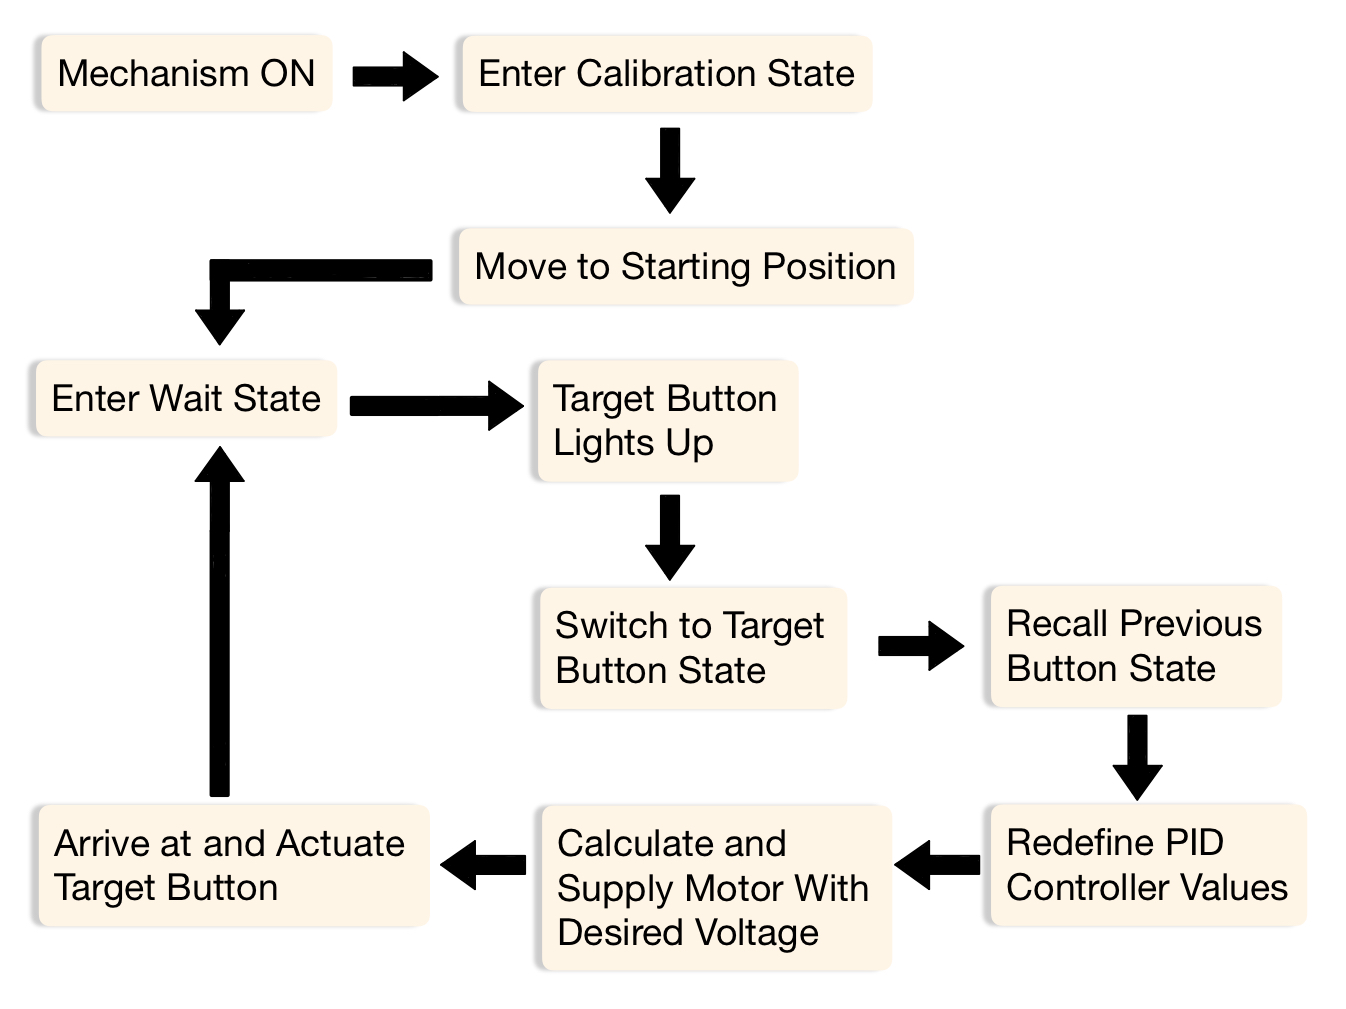 Mechanism ON
Enter Calibration State
Move to Starting Position
Enter Wait State
Target Button
Lights Up
Switch to Target
Button State
Recall Previous
Button State
Redefine PID
Controller Values
Calculate and
Supply Motor With
Desired Voltage
Arrive at and Actuate
Target Button